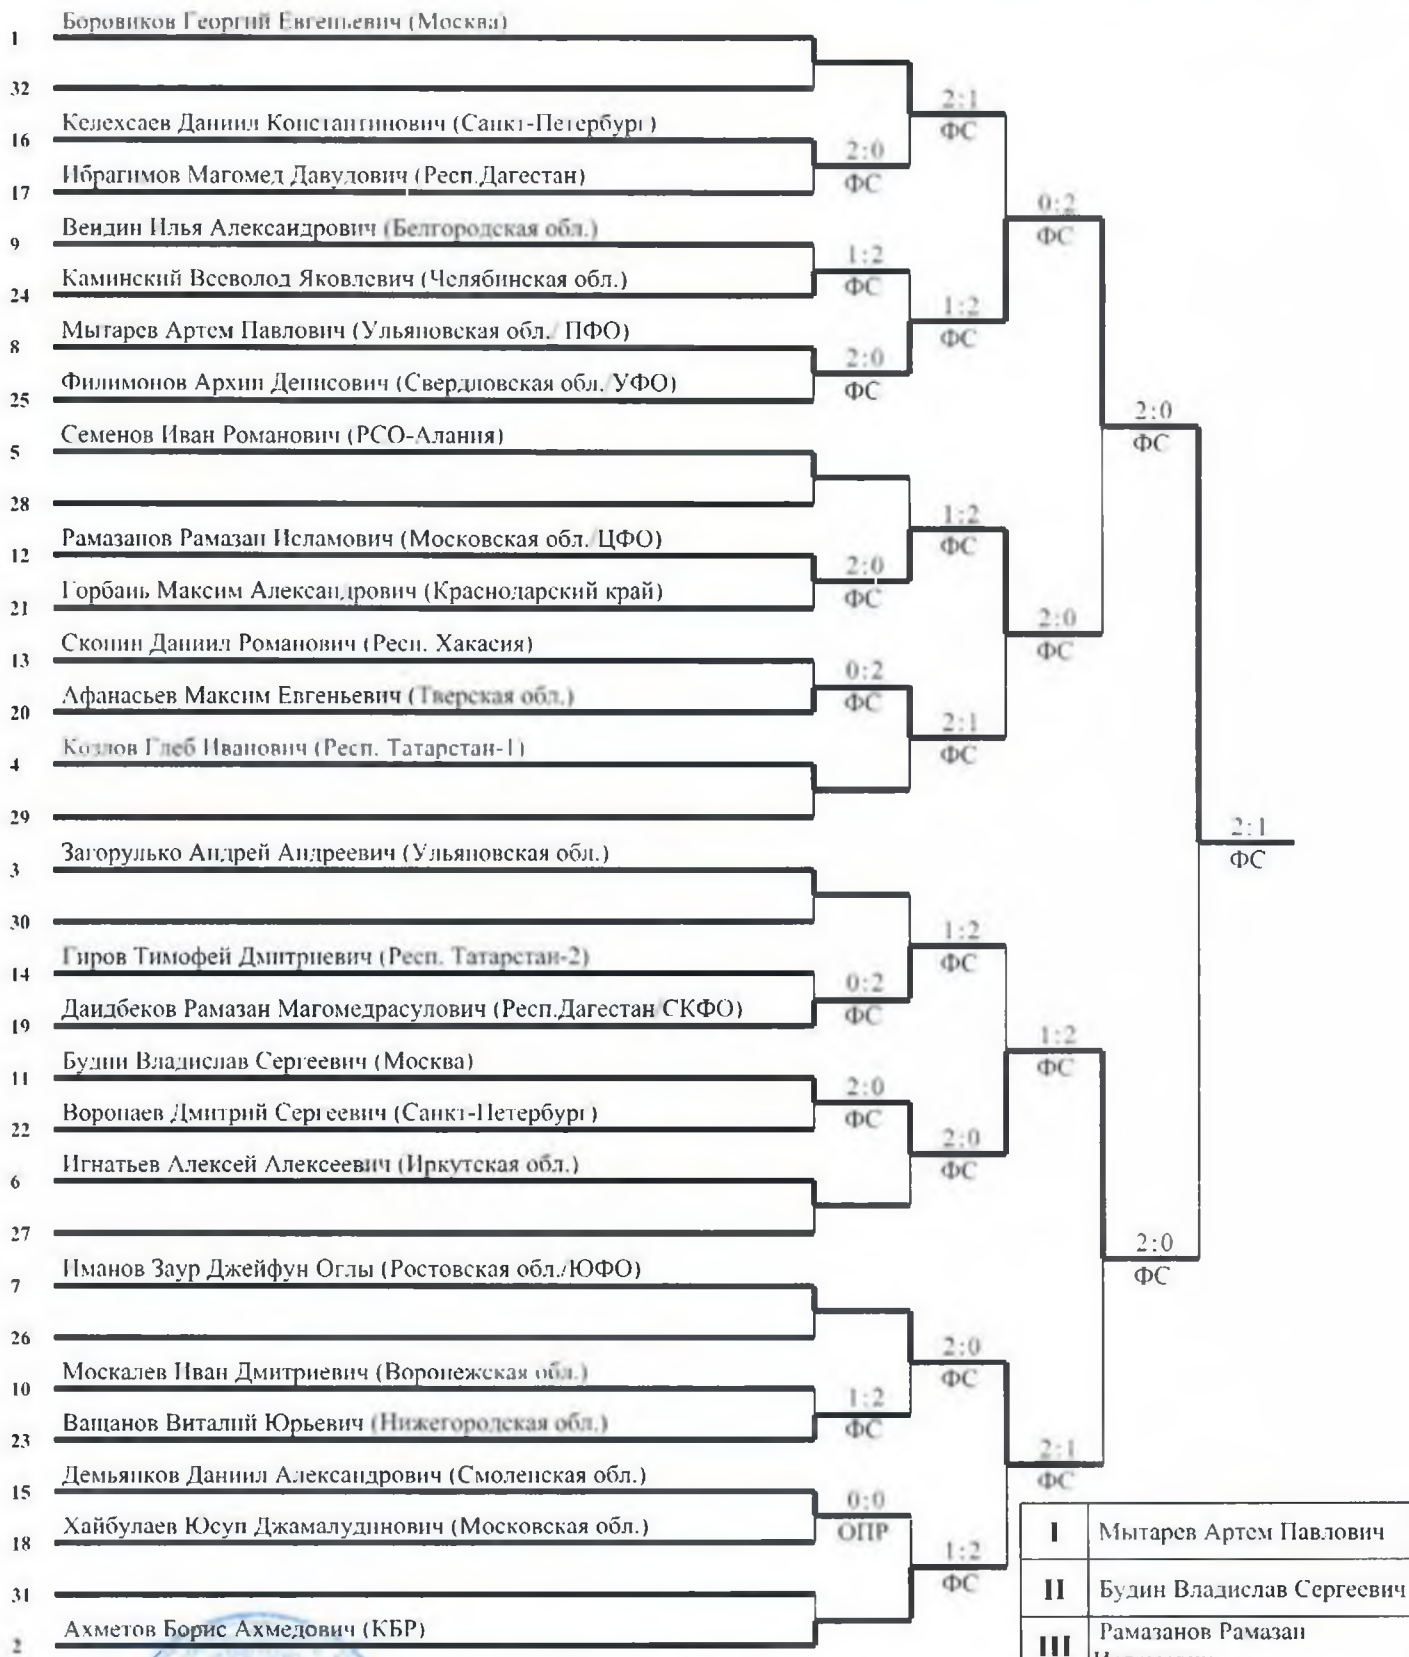 Боровиков Георгий Евгеньевич (Москва)
1
32
2:1
ФС
Келехсаев Даниил Константинович (Санкт-Петербург)
16
2:0
ФС
Ибрагимов Магомед Давудович (Респ.Дагестан)
17
0:2
ФС
Вендин Илья Александрович (Белгородская обл.)
9
1:2
ФС
Каминский Всеволод Яковлевич (Челябинская обл.)
24
1:2
ФС
Мытарев Артем Павлович (Ульяновская обл./ ПФО)
8
2:0
ФС
Филимонов Архип Денисович (Свердловская обл./УФО)
25
2:0
ФС
Семенов Иван Романович (РСО-Алания)
5
28
1:2
ФС
Рамазанов Рамазан Исламович (Московская обл./ЦФО)
12
2:0
ФС
Горбань Максим Александрович (Краснодарский край)
21
2:0
ФС
Скопин Даниил Романович (Респ. Хакасия)
13
0:2
ФС
Афанасьев Максим Евгеньевич (Тверская обл.)
20
2:1
ФС
Козлов Глеб Иванович (Респ. Татарстан-1)
4
29
2:1
ФС
Загорулько Андрей Андреевич (Ульяновская обл.)
3
30
1:2
ФС
Гиров Тимофей Дмитриевич (Респ. Татарстан-2)
14
0:2
ФС
Даидбеков Рамазан Магомедрасулович (Респ.Дагестан/СКФО)
19
1:2
ФС
Будин Владислав Сергеевич (Москва)
11
2:0
ФС
Воропаев Дмитрий Сергеевич (Санкт-Петербург)
22
2:0
ФС
Игнатьев Алексей Алексеевич (Иркутская обл.)
6
27
2:0
ФС
Иманов Заур Джейфун Оглы (Ростовская обл./ЮФО)
7
26
2:0
ФС
Москалев Иван Дмитриевич (Воронежская обл.)
10
1:2
ФС
Ващанов Виталий Юрьевич (Нижегородская обл.)
23
2:1
ФС
Демьянков Даниил Александрович (Смоленская обл.)
15
0:0
ОПР
Хайбулаев Юсуп Джамалудинович (Московская обл.)
18
1:2
ФС
31
Ахметов Борис Ахмедович (КБР)
2
I Мытарев Артем Павлович
II Будин Владислав Сергеевич
III Рамазанов Рамазан